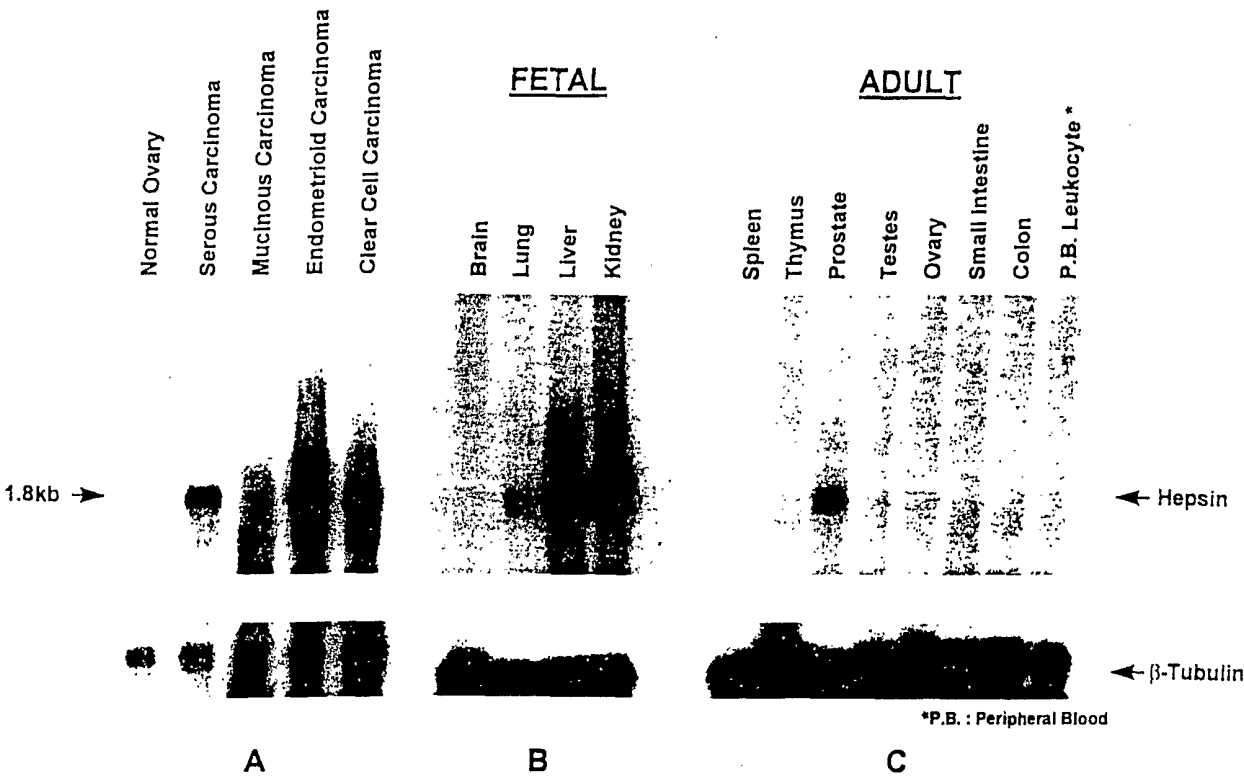 FETAL
ADULT
Normal Ovary
Serous Carcinoma
Mucinous Carcinoma
Endometrioid Carcinoma
Clear Cell Carcinoma
Brain
Lung
Liver
Kidney
Spleen
Thymus
Prostate
Testes
Ovary
Small Intestine
Colon
P.B. Leukocyte *
1.8kb
Hepsin
β-Tubulin
*P.B. : Peripheral Blood
A
B
C